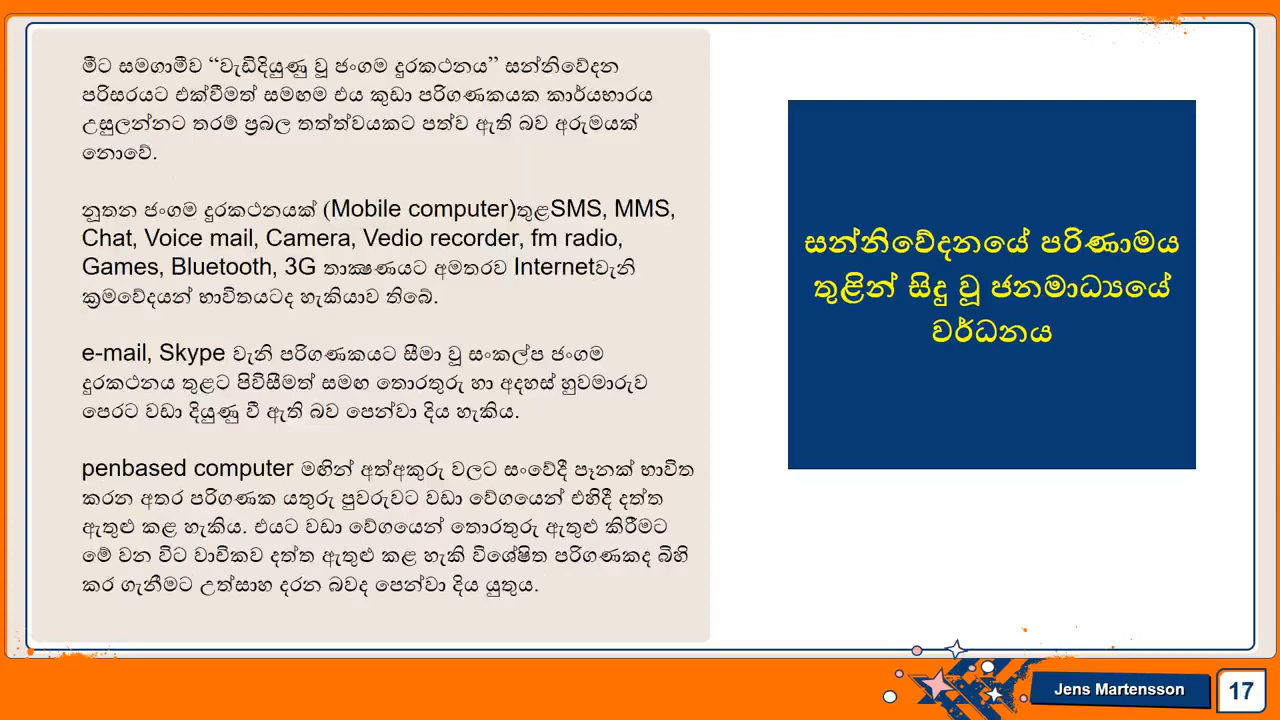 මීට සමගාමීව “වැඩිදියුණු වූ ජංගම දුරකථනය” සන්නිවේදන
පරිසරයට එක්වීමත් සමඟම එය කුඩා පරිගණකයක කාර්යභාරය
උසුලන්නට තරම් ප්‍රබල තත්ත්වයකට පත්ව ඇති බව අරුමයක්
නොවේ.
නූතන ජංගම දුරකථනයක් (Mobile computer)තුළSMS, MMS,
Chat, Voice mail, Camera, Vedio recorder, fm radio,
Games, Bluetooth, 3G තාක්‍ෂණයට අමතරව Internetවැනි
ක්‍රමවේදයන් භාවිතයටද හැකියාව තිබේ.
e-mail, Skype වැනි පරිගණකයට සීමා වූ සංකල්ප ජංගම
දුරකථනය තුළට පිවිසීමත් සමඟ තොරතුරු හා අදහස් හුවමාරුව
පෙරට වඩා දියුණු වී ඇති බව පෙන්වා දිය හැකිය.
penbased computer මඟින් අත්අකුරු වලට සංවේදී පෑනක් භාවිත
කරන අතර පරිගණක යතුරු පුවරුවට වඩා වේගයෙන් එහිදී දත්ත
ඇතුළු කළ හැකිය. එයට වඩා වේගයෙන් තොරතුරු ඇතුළු කිරීමට
මේ වන විට වාචිකව දත්ත ඇතුළු කළ හැකි විශේෂිත පරිගණකද බිහි
කර ගැනීමට උත්සාහ දරන බවද පෙන්වා දිය යුතුය.
සන්නිවේදනයේ පරිණාමය
තුළින් සිදු වූ ජනමාධ්‍යයේ
වර්ධනය
Jens Martensson
17